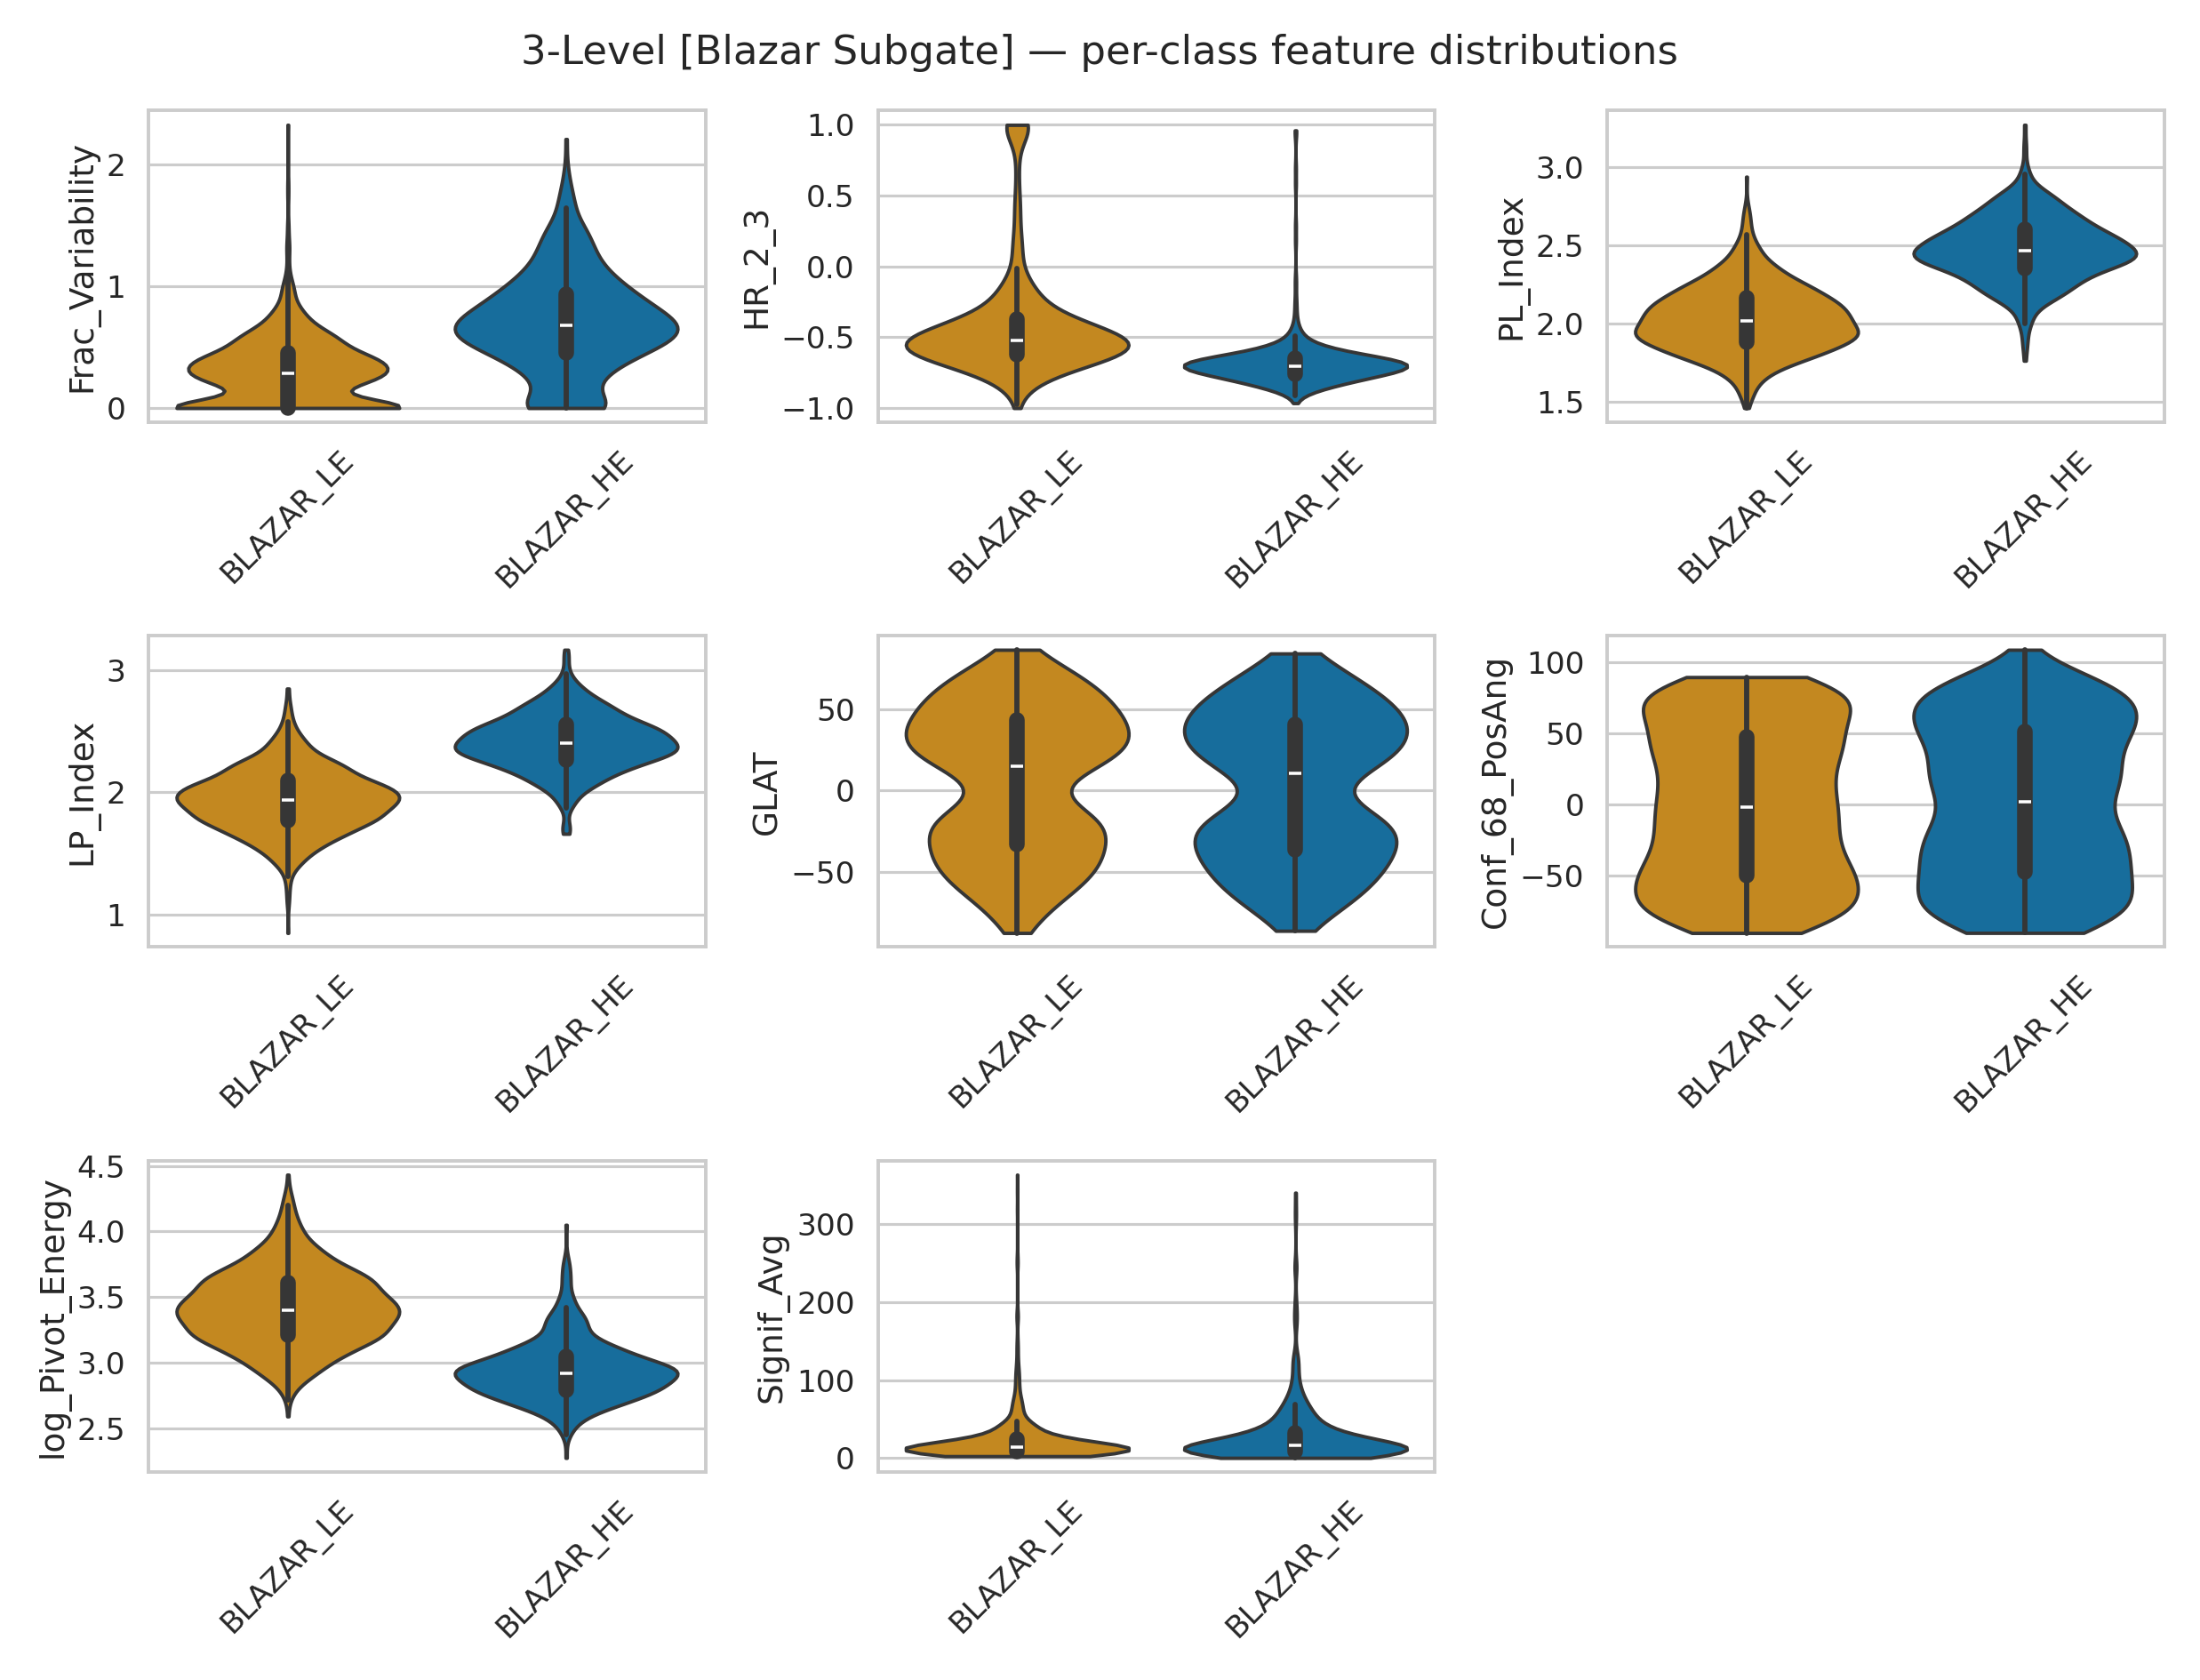 3-Level [Blazar Subgate] — per-class feature distributions
Frac_Variability
2
1
0
BLAZAR_LE
BLAZAR_HE
HR_2_3
1.0
0.5
0.0
−0.5
−1.0
BLAZAR_LE
BLAZAR_HE
PL_Index
3.0
2.5
2.0
1.5
BLAZAR_LE
BLAZAR_HE
LP_Index
3
2
1
BLAZAR_LE
BLAZAR_HE
GLAT
50
0
−50
BLAZAR_LE
BLAZAR_HE
Conf_68_PosAng
100
50
0
−50
BLAZAR_LE
BLAZAR_HE
log_Pivot_Energy
4.5
4.0
3.5
3.0
2.5
BLAZAR_LE
BLAZAR_HE
Signif_Avg
300
200
100
0
BLAZAR_LE
BLAZAR_HE